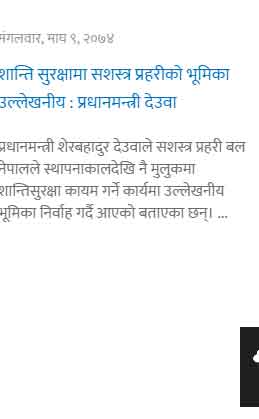 मंगलवार, माघ ९, २०७४
शान्ति सुरक्षामा सशस्त्र प्रहरीको भूमिका
उल्लेखनीय : प्रधानमन्त्री देउवा
प्रधानमन्त्री शेरबहादुर देउवाले सशस्त्र प्रहरी बल
नेपालले स्थापनाकालदेखि नै मुलुकमा
शान्तिसुरक्षा कायम गर्ने कार्यमा उल्लेखनीय
भूमिका निर्वाह गर्दै आएको बताएका छन्। ...